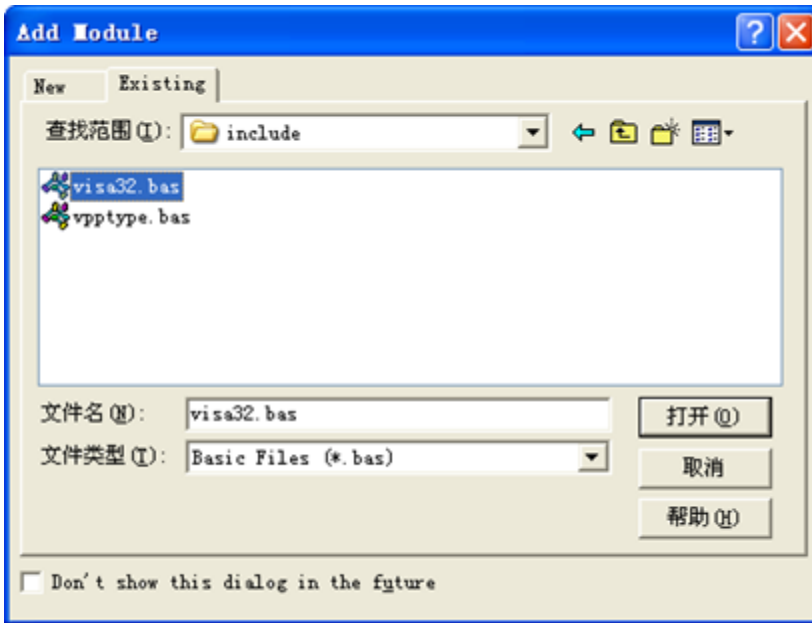 Add Module
New Existing
查找范围(I): include
visa32.bas
vpptype.bas
文件名(N): visa32.bas 打开(O)
文件类型(T): Basic Files (*.bas)
取消
帮助(H)
Don't show this dialog in the future